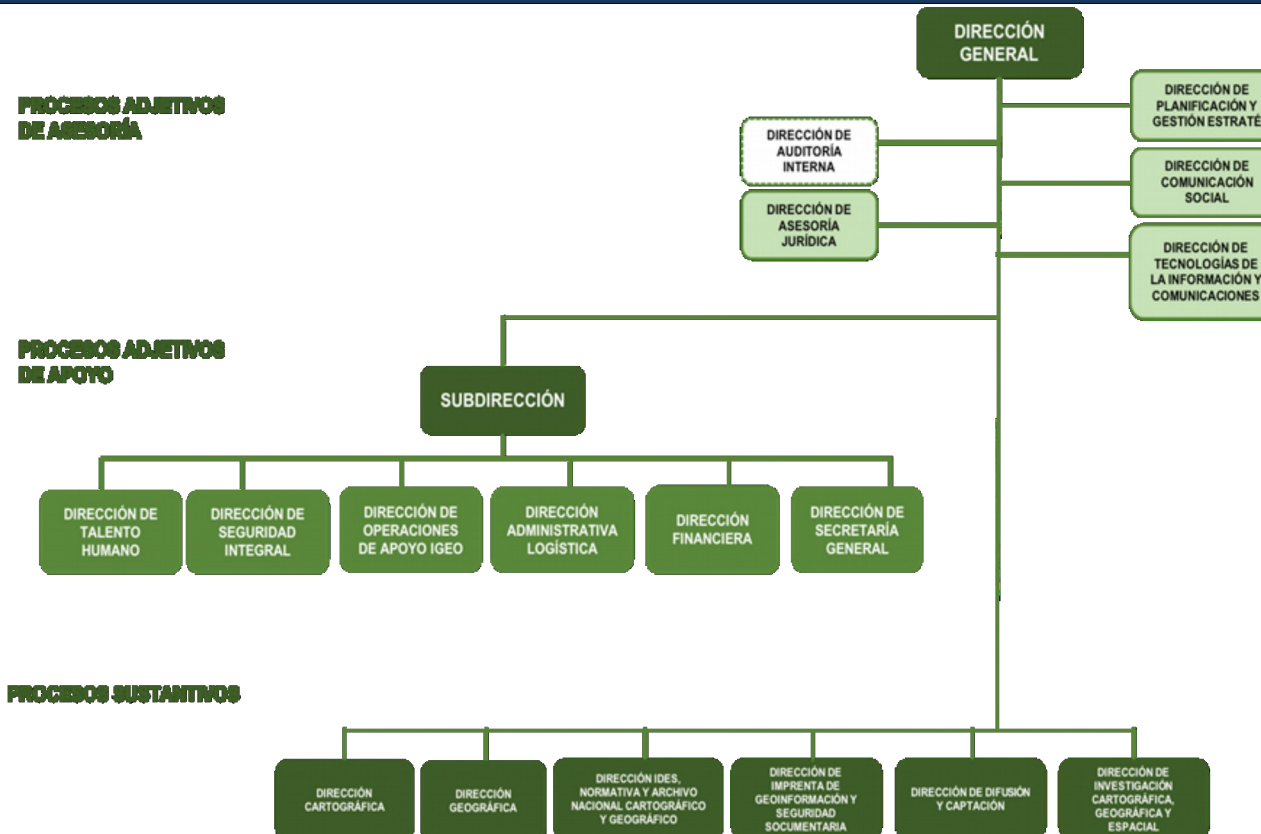 DIRECCIÓN
GENERAL
PROCESOS ADJETIVOS
DE ASESORÍA
DIRECCIÓN DE
AUDITORÍA
INTERNA
DIRECCIÓN DE
ASESORÍA
JURÍDICA
DIRECCIÓN DE
PLANIFICACIÓN Y
GESTIÓN ESTRATÉ
DIRECCIÓN DE
COMUNICACIÓN
SOCIAL
DIRECCIÓN DE
TECNOLOGÍAS DE
LA INFORMACIÓN Y
COMUNICACIONES
PROCESOS ADJETIVOS
DE APOYO
SUBDIRECCIÓN
DIRECCIÓN DE
TALENTO
HUMANO
DIRECCIÓN DE
SEGURIDAD
INTEGRAL
DIRECCIÓN DE
OPERACIONES
DE APOYO IGEO
DIRECCIÓN
ADMINISTRATIVA
LOGÍSTICA
DIRECCIÓN
FINANCIERA
DIRECCIÓN DE
SECRETARÍA
GENERAL
PROCESOS SUSTANTIVOS
DIRECCIÓN
CARTOGRÁFICA
DIRECCIÓN
GEOGRÁFICA
DIRECCIÓN IDES,
NORMATIVA Y ARCHIVO
NACIONAL CARTOGRÁFICO
Y GEOGRÁFICO
DIRECCIÓN DE
IMPRENTA DE
GEOINFORMACIÓN Y
SEGURIDAD
SOCUMENTARIA
DIRECCIÓN DE DIFUSIÓN
Y CAPTACIÓN
DIRECCIÓN DE
INVESTIGACIÓN
CARTOGRÁFICA,
GEOGRÁFICA Y
ESPACIAL